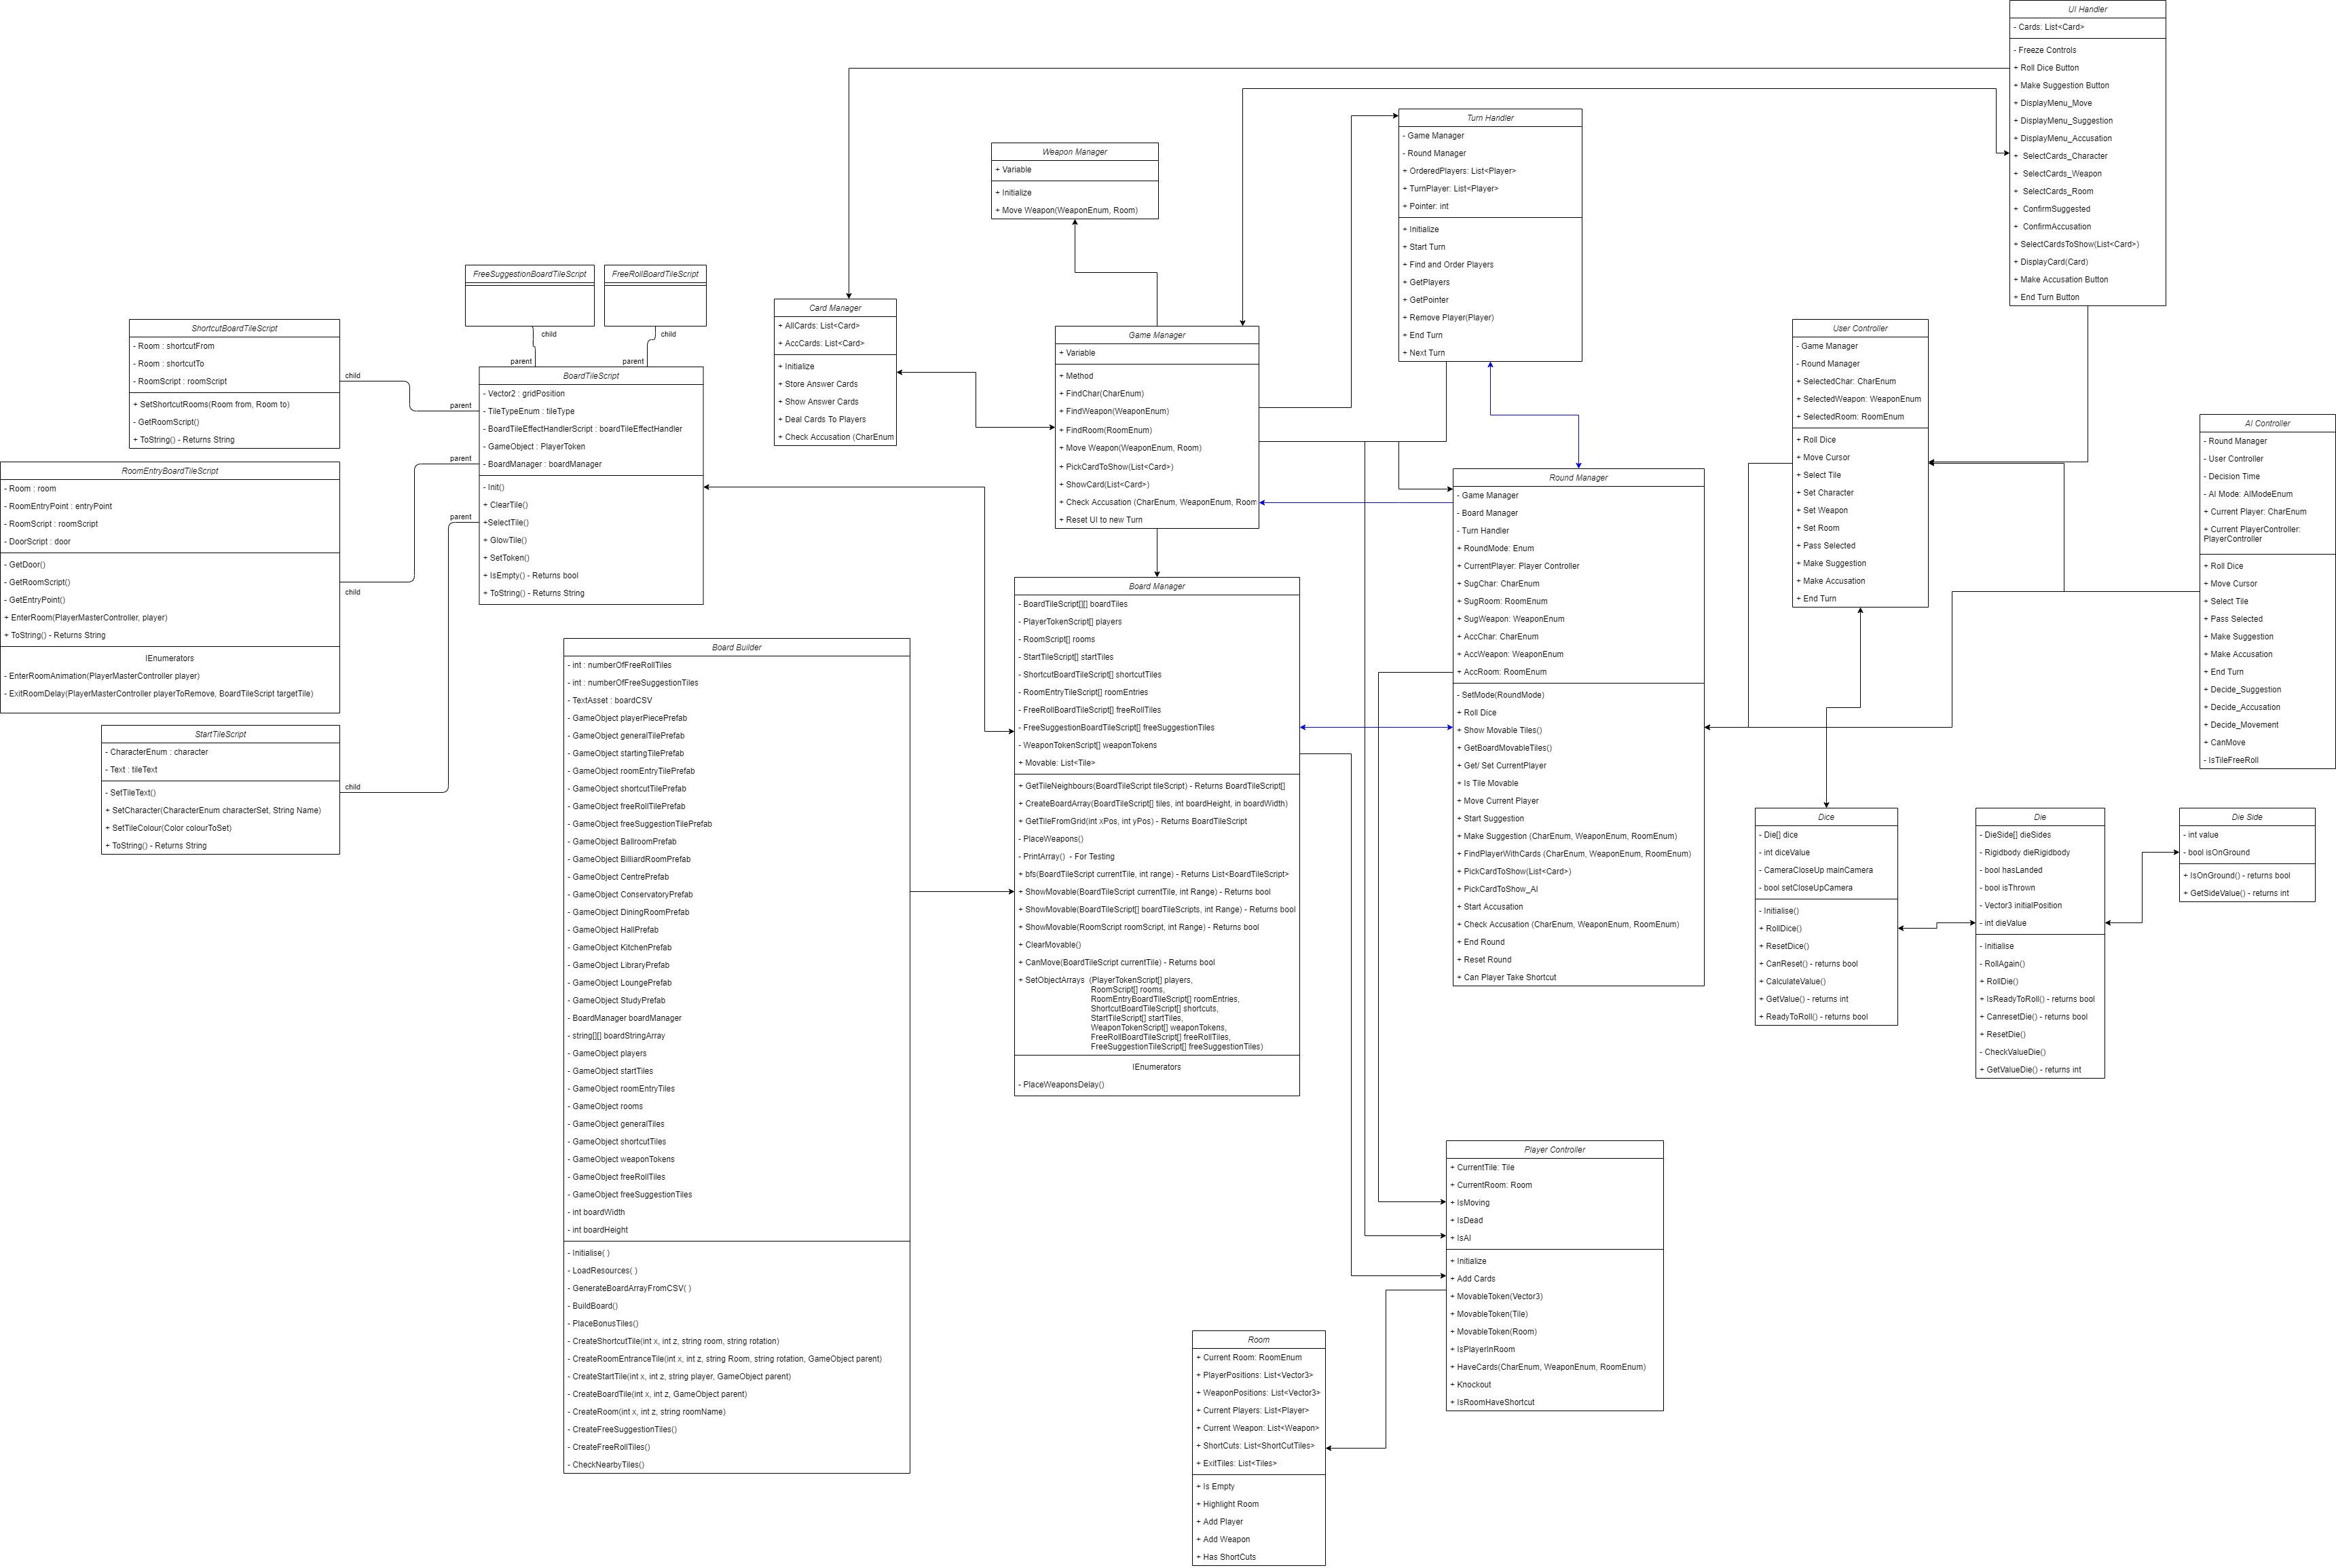 UI Handler
- Cards: List<Card>
- Freeze Controls
+ Roll Dice Button
+ Make Suggestion Button
+ DisplayMenu_Move
+ DisplayMenu_Suggestion
+ DisplayMenu_Accusation
+  SelectCards_Character
+  SelectCards_Weapon
+  SelectCards_Room
+  ConfirmSuggested
+  ConfirmAccusation
+ SelectCardsToShow(List<Card>)
+ DisplayCard(Card)
+ Make Accusation Button
+ End Turn Button
Turn Handler
- Game Manager
- Round Manager
+ OrderedPlayers: List<Player>
+ TurnPlayer: List<Player>
+ Pointer: int
+ Initialize
+ Start Turn
+ Find and Order Players
+ GetPlayers
+ GetPointer
+ Remove Player(Player)
+ End Turn
+ Next Turn
Weapon Manager
+ Variable
+ Initialize
+ Move Weapon(WeaponEnum, Room)
FreeSuggestionBoardTileScript
child
parent
FreeRollBoardTileScript
child
parent
Card Manager
+ AllCards: List<Card>
+ AccCards: List<Card>
+ Initialize
+ Store Answer Cards
+ Show Answer Cards
+ Deal Cards To Players
+ Check Accusation (CharEnum
Game Manager
+ Variable
+ Method
+ FindChar(CharEnum)
+ FindWeapon(WeaponEnum)
+ FindRoom(RoomEnum)
+ Move Weapon(WeaponEnum, Room)
+ PickCardToShow(List<Card>)
+ ShowCard(List<Card>)
+ Check Accusation (CharEnum, WeaponEnum, Room
+ Reset UI to new Turn
ShortcutBoardTileScript
- Room : shortcutFrom
- Room : shortcutTo
- RoomScript : roomScript
+ SetShortcutRooms(Room from, Room to)
- GetRoomScript()
+ ToString() - Returns String
child
parent
BoardTileScript
- Vector2 : gridPosition
- TileTypeEnum : tileType
- BoardTileEffectHandlerScript : boardTileEffectHandler
- GameObject : PlayerToken
- BoardManager : boardManager
- Init()
+ ClearTile()
+SelectTile()
+ GlowTile()
+ SetToken()
+ IsEmpty() - Returns bool
+ ToString() - Returns String
RoomEntryBoardTileScript
- Room : room
- RoomEntryPoint : entryPoint
- RoomScript : roomScript
- DoorScript : door
- GetDoor()
- GetRoomScript()
- GetEntryPoint()
+ EnterRoom(PlayerMasterController, player)
+ ToString() - Returns String
IEnumerators
- EnterRoomAnimation(PlayerMasterController player)
- ExitRoomDelay(PlayerMasterController playerToRemove, BoardTileScript targetTile)
parent
child
StartTileScript
- CharacterEnum : character
- Text : tileText
- SetTileText()
+ SetCharacter(CharacterEnum characterSet, String Name)
+ SetTileColour(Color colourToSet)
+ ToString() - Returns String
parent
child
User Controller
- Game Manager
- Round Manager
+ SelectedChar: CharEnum
+ SelectedWeapon: WeaponEnum
+ SelectedRoom: RoomEnum
+ Roll Dice
+ Move Cursor
+ Select Tile
+ Set Character
+ Set Weapon
+ Set Room
+ Pass Selected
+ Make Suggestion
+ Make Accusation
+ End Turn
AI Controller
- Round Manager
- User Controller
- Decision Time
- AI Mode: AIModeEnum
+ Current Player: CharEnum
+ Current PlayerController:
PlayerController
+ Roll Dice
+ Move Cursor
+ Select Tile
+ Pass Selected
+ Make Suggestion
+ Make Accusation
+ End Turn
+ Decide_Suggestion
+ Decide_Accusation
+ Decide_Movement
+ CanMove
- IsTileFreeRoll
Round Manager
- Game Manager
- Board Manager
- Turn Handler
+ RoundMode: Enum
+ CurrentPlayer: Player Controller
+ SugChar: CharEnum
+ SugRoom: RoomEnum
+ SugWeapon: WeaponEnum
+ AccChar: CharEnum
+ AccWeapon: WeaponEnum
+ AccRoom: RoomEnum
- SetMode(RoundMode)
+ Roll Dice
+ Show Movable Tiles()
+ GetBoardMovableTiles()
+ Get/ Set CurrentPlayer
+ Is Tile Movable
+ Move Current Player
+ Start Suggestion
+ Make Suggestion (CharEnum, WeaponEnum, RoomEnum)
+ FindPlayerWithCards (CharEnum, WeaponEnum, RoomEnum)
+ PickCardToShow(List<Card>)
+ PickCardToShow_AI
+ Start Accusation
+ Check Accusation (CharEnum, WeaponEnum, RoomEnum)
+ End Round
+ Reset Round
+ Can Player Take Shortcut
Board Manager
- BoardTileScript[][] boardTiles
- PlayerTokenScript[] players
- RoomScript[] rooms
- StartTileScript[] startTiles
- ShortcutBoardTileScript[] shortcutTiles
- RoomEntryTileScript[] roomEntries
- FreeRollBoardTileScript[] freeRollTiles
- FreeSuggestionBoardTileScript[] freeSuggestionTiles
- WeaponTokenScript[] weaponTokens
+ Movable: List<Tile>
+ GetTileNeighbours(BoardTileScript tileScript) - Returns BoardTileScript[]
+ CreateBoardArray(BoardTileScript[] tiles, int boardHeight, in boardWidth)
+ GetTileFromGrid(int xPos, int yPos) - Returns BoardTileScript
- PlaceWeapons()
- PrintArray()  - For Testing
+ bfs(BoardTileScript currentTile, int range) - Returns List<BoardTileScript>
+ ShowMovable(BoardTileScript currentTile, int Range) - Returns bool
+ ShowMovable(BoardTileScript[] boardTileScripts, int Range) - Returns bool
+ ShowMovable(RoomScript roomScript, int Range) - Returns bool
+ ClearMovable()
+ CanMove(BoardTileScript currentTile) - Returns bool
+ SetObjectArrays  (PlayerTokenScript[] players,
RoomScript[] rooms,
RoomEntryBoardTileScript[] roomEntries,
ShortcutBoardTileScript[] shortcuts,
StartTileScript[] startTiles,
WeaponTokenScript[] weaponTokens,
FreeRollBoardTileScript[] freeRollTiles,
FreeSuggestionTileScript[] freeSuggestionTiles)
IEnumerators
- PlaceWeaponsDelay()
Board Builder
- int : numberOfFreeRollTiles
- int : numberOfFreeSuggestionTiles
- TextAsset : boardCSV
- GameObject playerPiecePrefab
- GameObject generalTilePrefab
- GameObject startingTilePrefab
- GameObject roomEntryTilePrefab
- GameObject shortcutTilePrefab
- GameObject freeRollTilePrefab
- GameObject freeSuggestionTilePrefab
- GameObject BallroomPrefab
- GameObject BilliardRoomPrefab
- GameObject CentrePrefab
- GameObject ConservatoryPrefab
- GameObject DiningRoomPrefab
- GameObject HallPrefab
- GameObject KitchenPrefab
- GameObject LibraryPrefab
- GameObject LoungePrefab
- GameObject StudyPrefab
- BoardManager boardManager
- string[][] boardStringArray
- GameObject players
- GameObject startTiles
- GameObject roomEntryTiles
- GameObject rooms
- GameObject generalTiles
- GameObject shortcutTiles
- GameObject weaponTokens
- GameObject freeRollTiles
- GameObject freeSuggestionTiles
- int boardWidth
- int boardHeight
- Initialise( )
- LoadResources( )
- GenerateBoardArrayFromCSV( )
- BuildBoard()
- PlaceBonusTiles()
- CreateShortcutTile(int x, int z, string room, string rotation)
- CreateRoomEntranceTile(int x, int z, string Room, string rotation, GameObject parent)
- CreateStartTile(int x, int z, string player, GameObject parent)
- CreateBoardTile(int x, int z, GameObject parent)
- CreateRoom(int x, int z, string roomName)
- CreateFreeSuggestionTiles()
- CreateFreeRollTiles()
- CheckNearbyTiles()
Dice
- Die[] dice
- int diceValue
- CameraCloseUp mainCamera
- bool setCloseUpCamera
- Initialise()
+ RollDice()
+ ResetDice()
+ CanReset() - returns bool
+ CalculateValue()
+ GetValue() - returns int
+ ReadyToRoll() - returns bool
Die
- DieSide[] dieSides
- Rigidbody dieRigidbody
- bool hasLanded
- bool isThrown
- Vector3 initialPosition
- int dieValue
- Initialise
- RollAgain()
+ RollDie()
+ IsReadyToRoll() - returns bool
+ CanresetDie() - returns bool
+ ResetDie()
- CheckValueDie()
+ GetValueDie() - returns int
Die Side
- int value
- bool isOnGround
+ IsOnGround() - returns bool
+ GetSideValue() - returns int
Player Controller
+ CurrentTile: Tile
+ CurrentRoom: Room
+ IsMoving
+ IsDead
+ IsAI
+ Initialize
+ Add Cards
+ MovableToken(Vector3)
+ MovableToken(Tile)
+ MovableToken(Room)
+ IsPlayerInRoom
+ HaveCards(CharEnum, WeaponEnum, RoomEnum)
+ Knockout
+ IsRoomHaveShortcut
Room
+ Current Room: RoomEnum
+ PlayerPositions: List<Vector3>
+ WeaponPositions: List<Vector3>
+ Current Players: List<Player>
+ Current Weapon: List<Weapon>
+ ShortCuts: List<ShortCutTiles>
+ ExitTiles: List<Tiles>
+ Is Empty
+ Highlight Room
+ Add Player
+ Add Weapon
+ Has ShortCuts